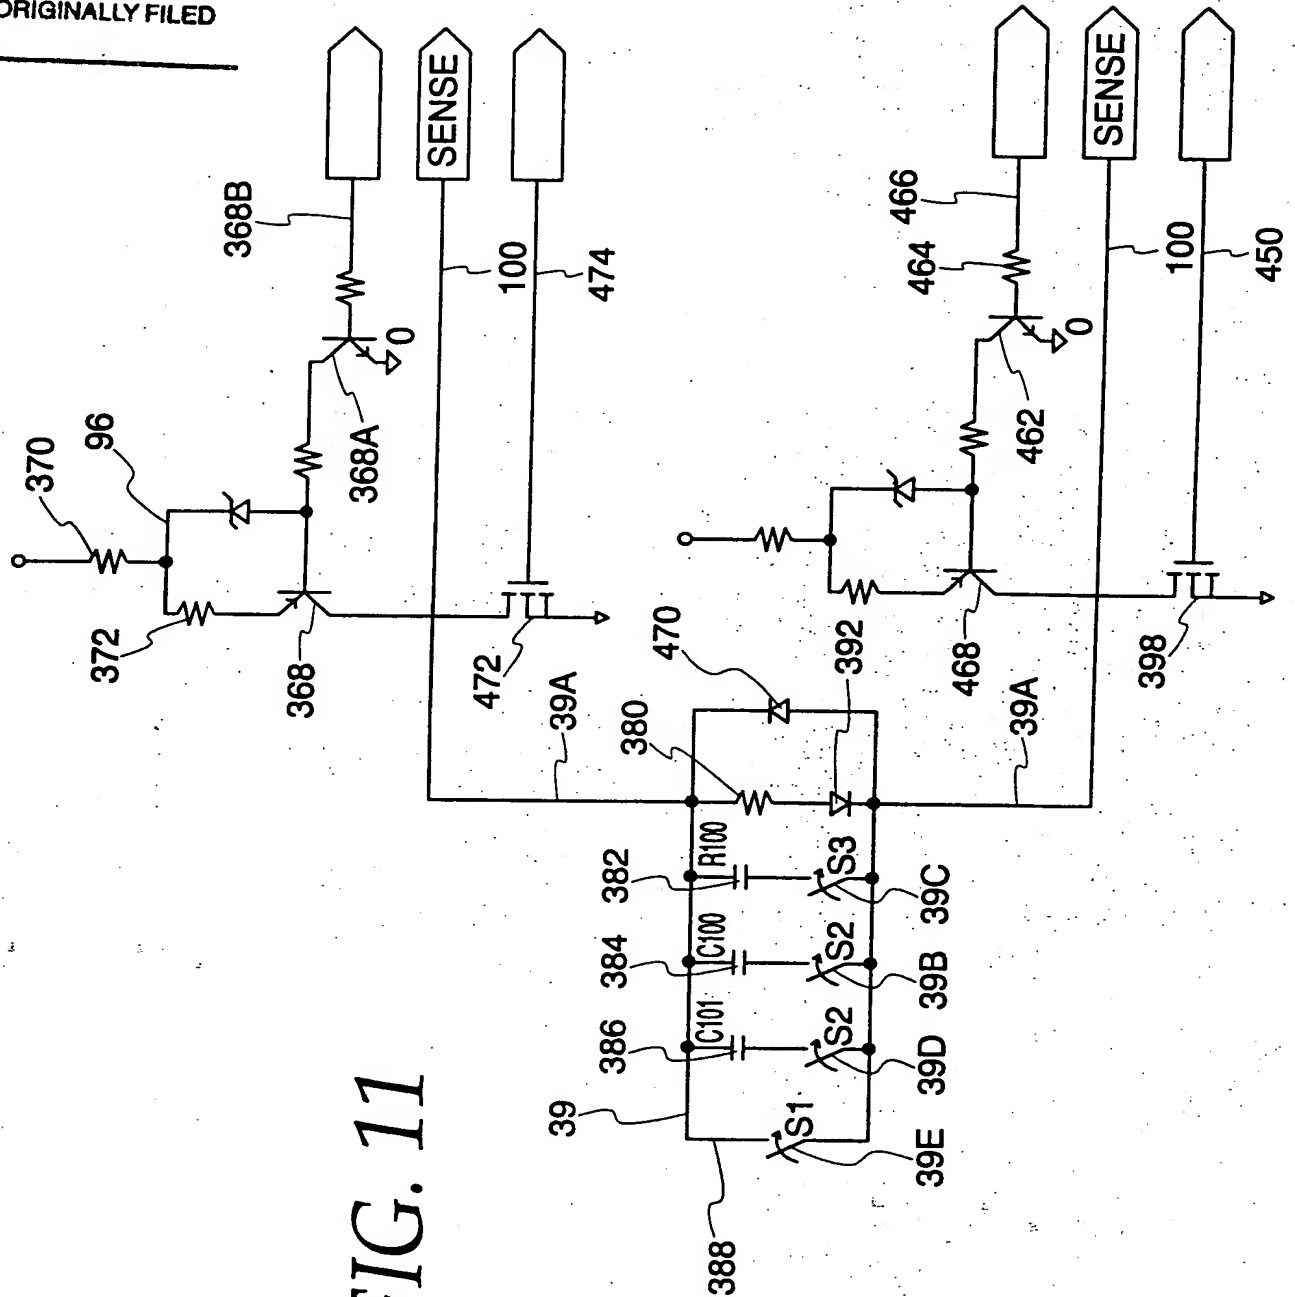 ORIGINALLY FILED
SENSE
368B
100
474
370
96
368A
0
372
368
472
39A
SENSE
466
464
100
450
0
462
470
392
468
398
380
39A
382
R100
S3
39C
384
C100
S2
39B
386
C101
S2
39D
39
S1
39E
388
FIG. 11